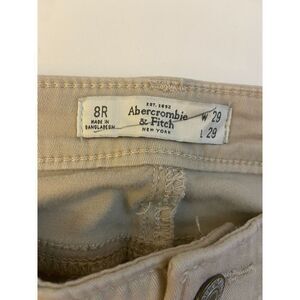 8R
MADE IN
BANGLADESH
EST. 1892
Abercrombie
& Fitch
NEW YORK
W 29
L 29